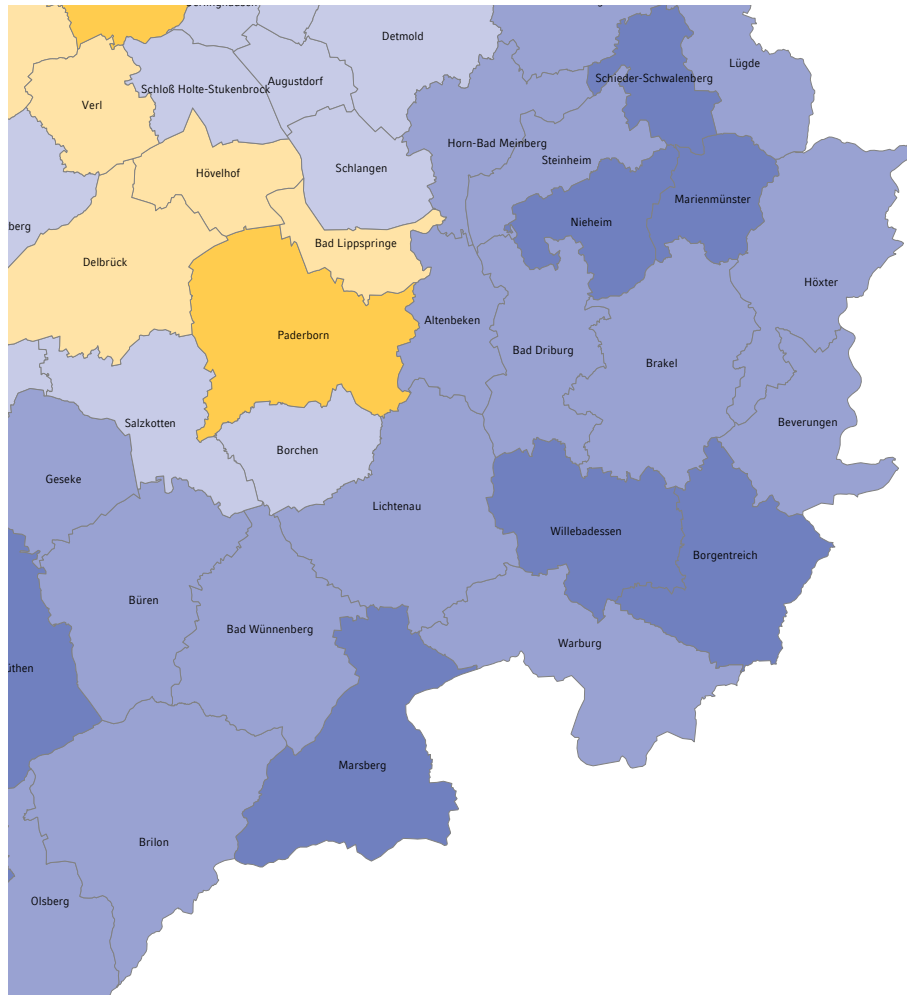 Detmold
Lügde
Schieder-Schwalenberg
Augustdorf
Schloß Holte-Stukenbrock
Verl
Horn-Bad Meinberg
Steinheim
Schlangen
Hövelhof
Marienmünster
Nieheim
berg
Bad Lippspringe
Delbrück
Höxter
Altenbeken
Paderborn
Bad Driburg
Brakel
Salzkotten
Beverungen
Borchen
Geseke
Lichtenau
Willebadessen
Borgentreich
Büren
Bad Wünnenberg
Warburg
üthen
Marsberg
Brilon
Olsberg